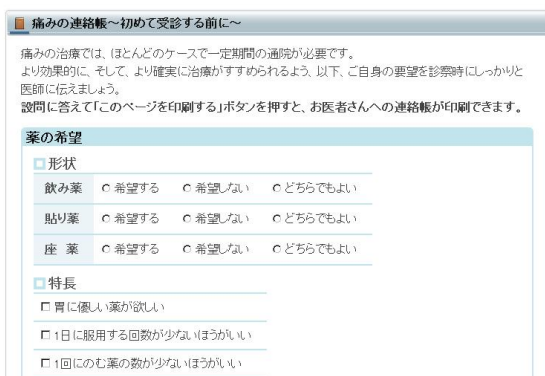 痛みの連絡帳～初めて受診する前に～
痛みの治療では、ほとんどのケースで一定期間の通院が必要です。
より効果的に、そして、より確実に治療がすすめられるよう、以下、ご自身の要望を診察時にしっかりと
医師に伝えましょう。
設問に答えて「このページを印刷する」ボタンを押すと、お医者さんへの連絡帳が印刷できます。
薬の希望
形状
飲み薬 希望する 希望しない どちらでもよい
貼り薬 希望する 希望しない どちらでもよい
座 薬 希望する 希望しない どちらでもよい
特長
胃に優しい薬が欲しい
1日に服用する回数が少ないほうがいい
1回にのむ薬の数が少ないほうがいい